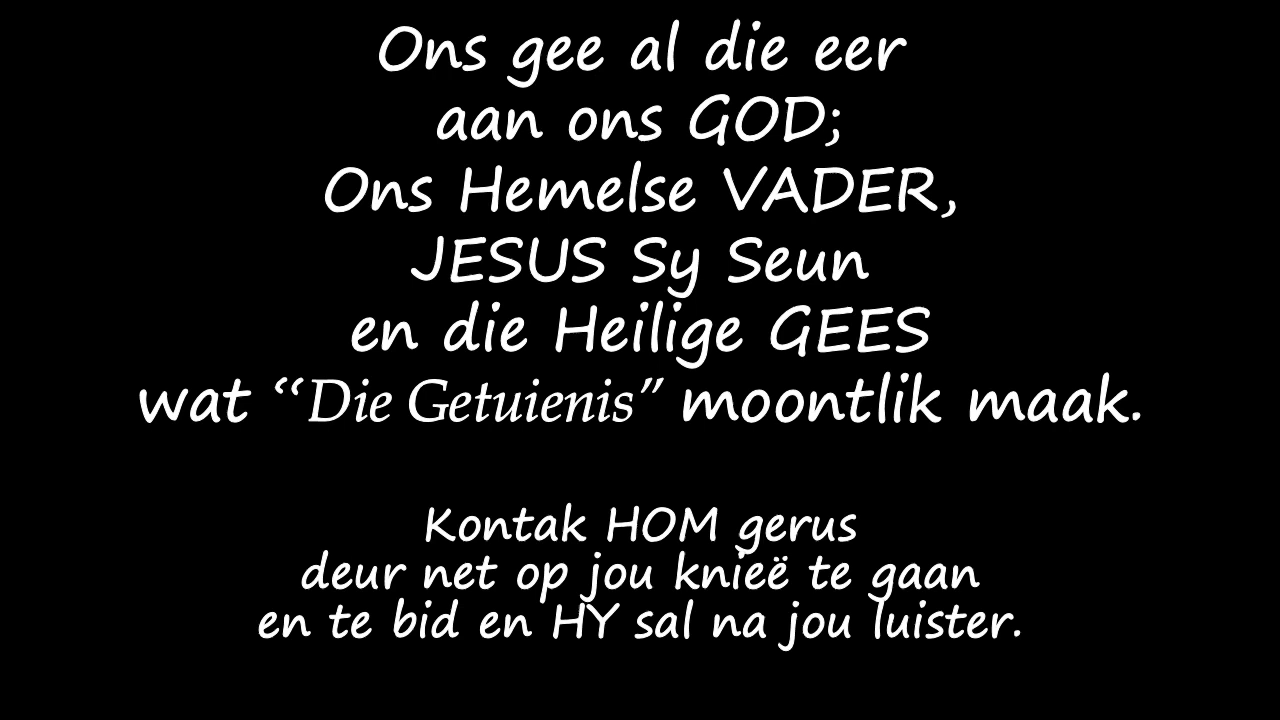 Ons gee al die eer
aan ons GOD;
Ons Hemelse VADER,
JESUS Sy Seun
en die Heilige GEES
wat “Die Getuienis” moontlik maak.
Kontak HOM gerus
deur net op jou knieë te gaan
en te bid en HY sal na jou luister.